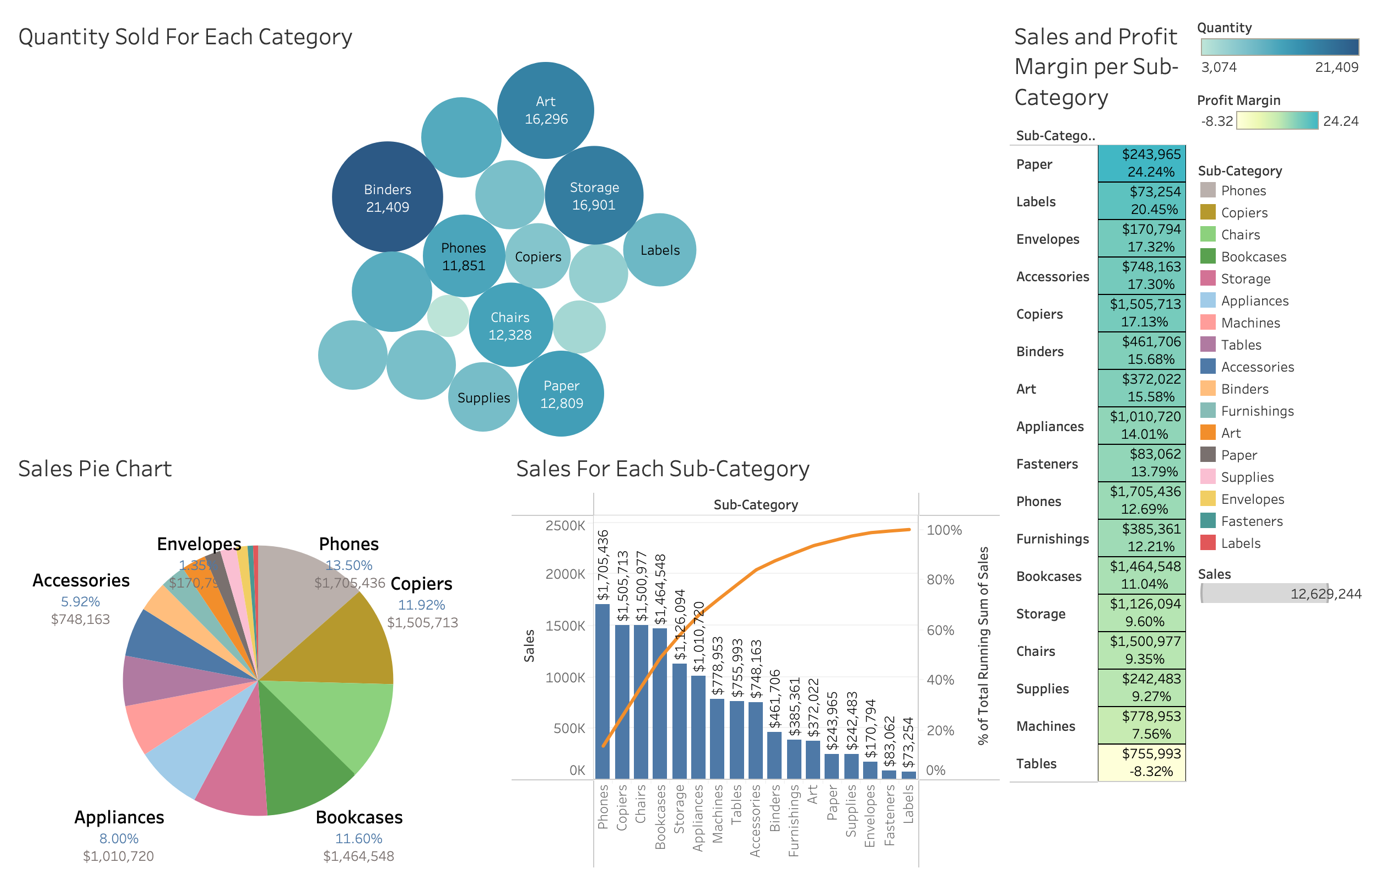 Quantity Sold For Each Category
Art
16,296
Binders
21,409
Storage
16,901
Phones
11,851
Copiers
Labels
Chairs
12,328
Supplies
Paper
12,809
Sales Pie Chart
Envelopes
1.35%
Phones
13.50%
$1,705,436
Copiers
11.92%
$1,505,713
Accessories
5.92%
$748,163
Appliances
8.00%
$1,010,720
Bookcases
11.60%
$1,464,548
Sales For Each Sub-Category
Sub-Category
2500K
2000K
1500K
1000K
500K
0K
Sales
$1,705,436
$1,505,713
$1,500,977
$1,464,548
$1,126,094
$1,010,720
$778,953
$755,993
$748,163
$461,706
$385,361
$372,022
$243,965
$242,483
$170,794
$83,062
$73,254
100%
80%
60%
40%
20%
0%
% of Total Running Sum of Sales
Phones
Copiers
Chairs
Bookcases
Storage
Appliances
Machines
Tables
Accessories
Binders
Furnishings
Art
Paper
Supplies
Envelopes
Fasteners
Labels
Sales and Profit
Margin per Sub-
Category
Sub-Catego..
Paper
$243,965
24.24%
Labels
$73,254
20.45%
Envelopes
$170,794
17.32%
Accessories
$748,163
17.30%
Copiers
$1,505,713
17.13%
Binders
$461,706
15.68%
Art
$372,022
15.58%
Appliances
$1,010,720
14.01%
Fasteners
$83,062
13.79%
Phones
$1,705,436
12.69%
Furnishings
$385,361
12.21%
Bookcases
$1,464,548
11.04%
Storage
$1,126,094
9.60%
Chairs
$1,500,977
9.35%
Supplies
$242,483
9.27%
Machines
$778,953
7.56%
Tables
$755,993
-8.32%
Quantity
3,074 21,409
Profit Margin
-8.32 24.24
Sub-Category
Phones
Copiers
Chairs
Bookcases
Storage
Appliances
Machines
Tables
Accessories
Binders
Furnishings
Art
Paper
Supplies
Envelopes
Fasteners
Labels
Sales
12,629,244